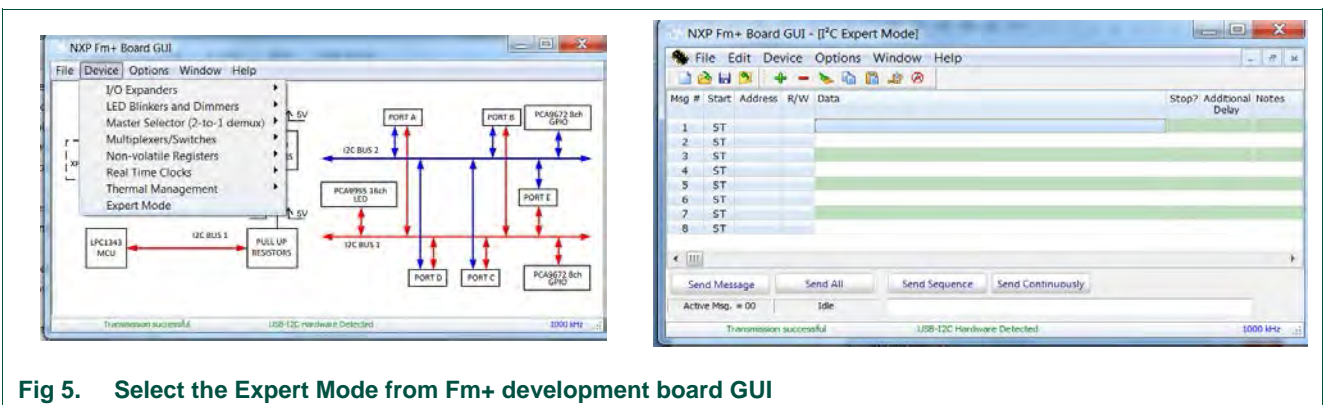 NXP Fm+ Board GUI
File Device Options Window Help
I/O Expanders
LED Blinkers and Dimmers
Master Selector (2-to-1 demux)
Multiplexers/Switches
Non-volatile Registers
Real Time Clocks
Thermal Management
Expert Mode
5V
5V
I2C BUS 2
PORT A
PORT B
PCA9672 8ch
GPIO
PCA9955 16ch
LED
PORT E
LPC1343
MCU
I2C BUS 1
PULL UP
RESISTORS
I2C BUS 1
PORT D
PORT C
PCA9672 8ch
GPIO
Transmission successful USB-I2C Hardware Detected 1000 kHz
NXP Fm+ Board GUI - [I²C Expert Mode]
File Edit Device Options Window Help
Msg # Start Address R/W Data Stop? Additional Notes
Delay
1 ST
2 ST
3 ST
4 ST
5 ST
6 ST
7 ST
8 ST
Send Message Send All Send Sequence Send Continuously
Active Msg. = 00 Idle
Transmission successful USB-I2C Hardware Detected 1000 kHz
Fig 5. Select the Expert Mode from Fm+ development board GUI